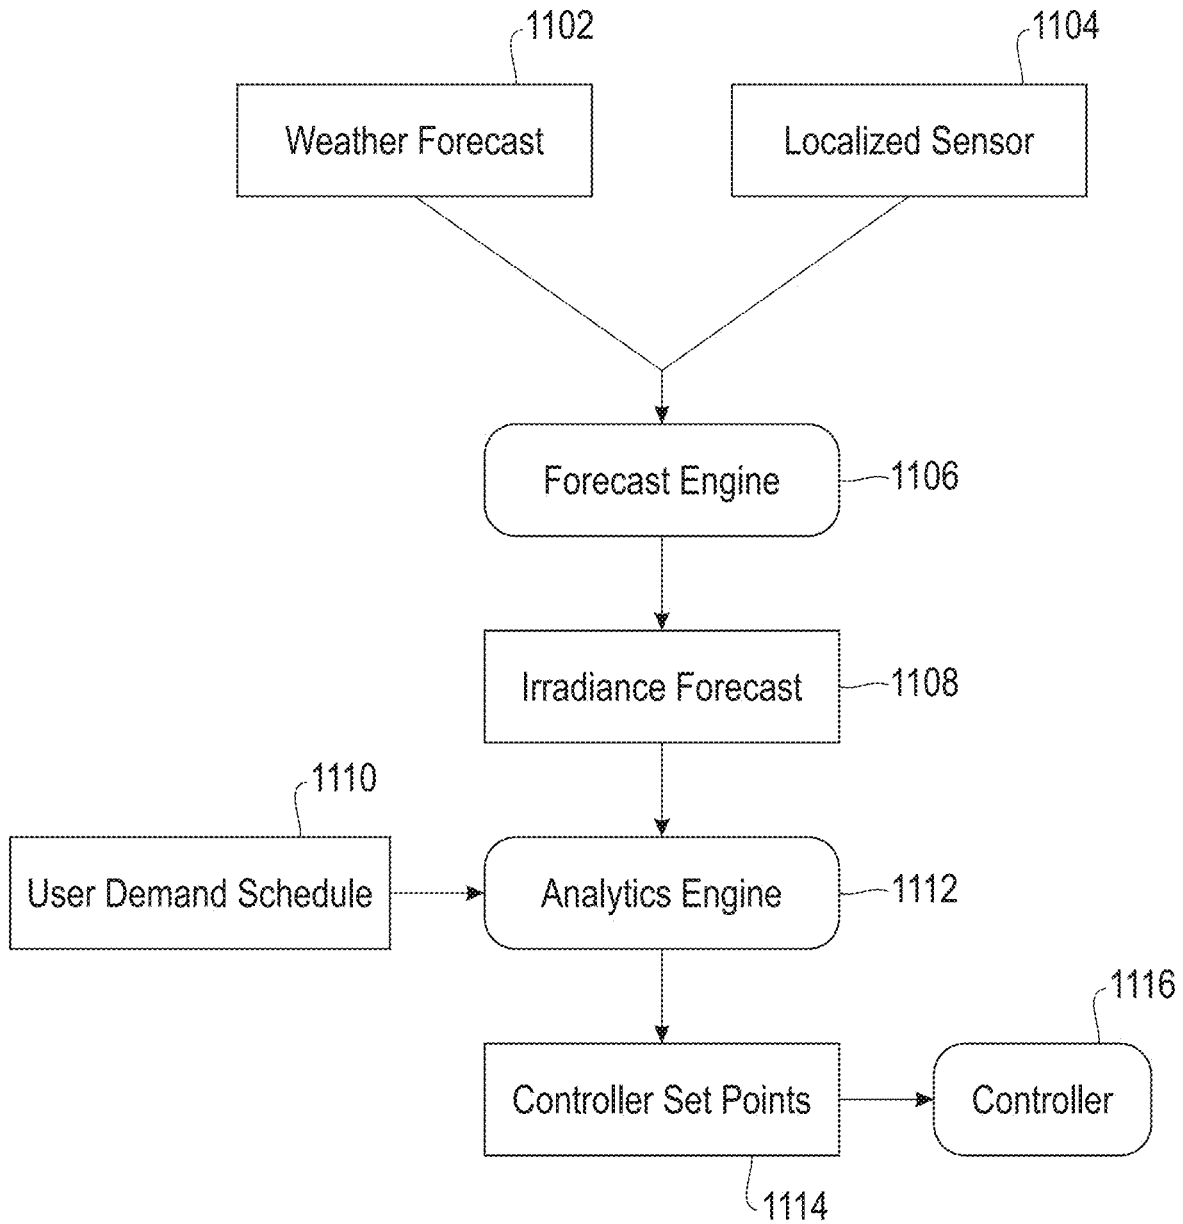 1102
1104
Weather Forecast
Localized Sensor
Forecast Engine
1106
Irradiance Forecast
1108
1110
User Demand Schedule
Analytics Engine
1112
1116
Controller Set Points
Controller
1114